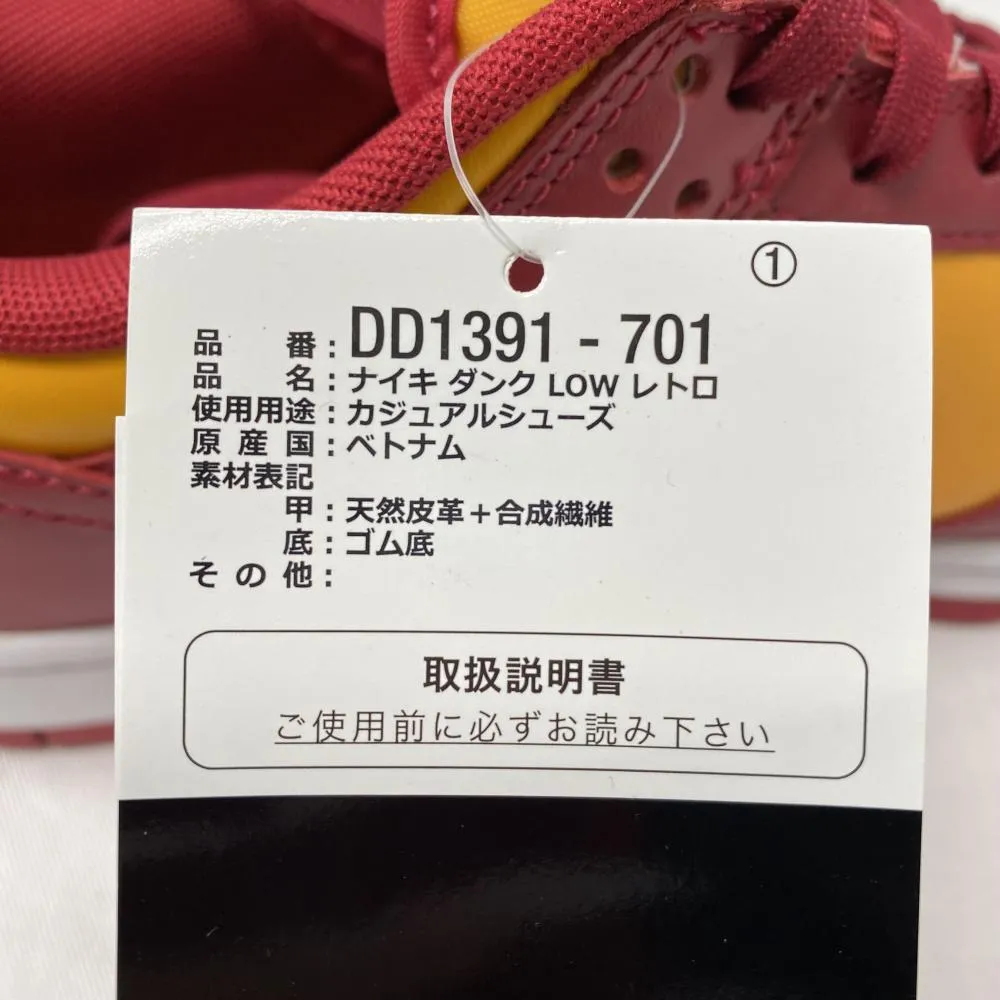 ①
品番：DD1391 - 701
品名：ナイキ ダンク LOW レトロ
使用用途：カジュアルシューズ
原産国：ベトナム
素材表記
甲：天然皮革＋合成繊維
底：ゴム底
その他：
取扱説明書
ご使用前に必ずお読み下さい